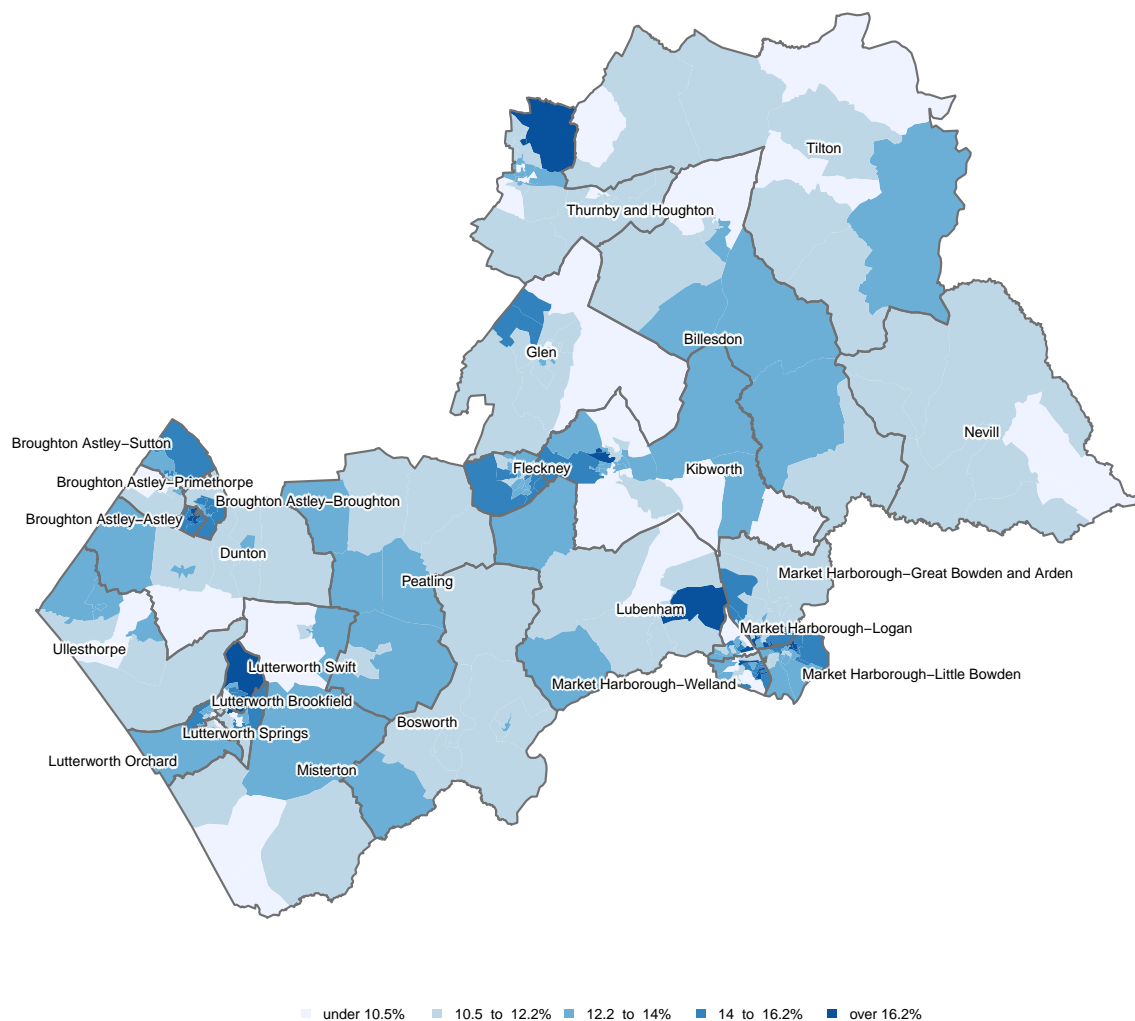 Tilton
Thurnby and Houghton
Billesdon
Glen
Nevill
Broughton Astley−Sutton
Fleckney
Kibworth
Broughton Astley−Primethorpe
Broughton Astley−Broughton
Broughton Astley−Astley
Dunton
Market Harborough−Great Bowden and Arden
Peatling
Lubenham
Market Harborough−Logan
Ullesthorpe
Lutterworth Swift
Market Harborough−Little Bowden
Market Harborough−Welland
Lutterworth Brookfield
Bosworth
Lutterworth Springs
Lutterworth Orchard
Misterton
under 10.5% 10.5 to 12.2% 12.2 to 14% 14 to 16.2% over 16.2%